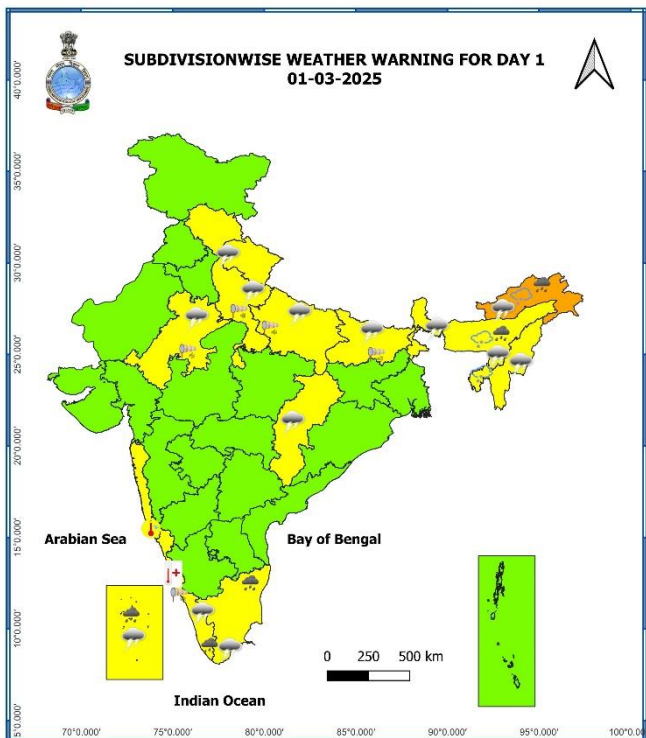 SUBDIVISIONWISE WEATHER WARNING FOR DAY 1
01-03-2025
40°0.000'
35°0.000'
30°0.000'
25°0.000'
20°0.000'
15°0.000'
10°0.000'
5°0.000'
Arabian Sea
Bay of Bengal
0 250 500 km
Indian Ocean
70°0.000' 75°0.000' 80°0.000' 85°0.000' 90°0.000' 95°0.000' 100°0.00